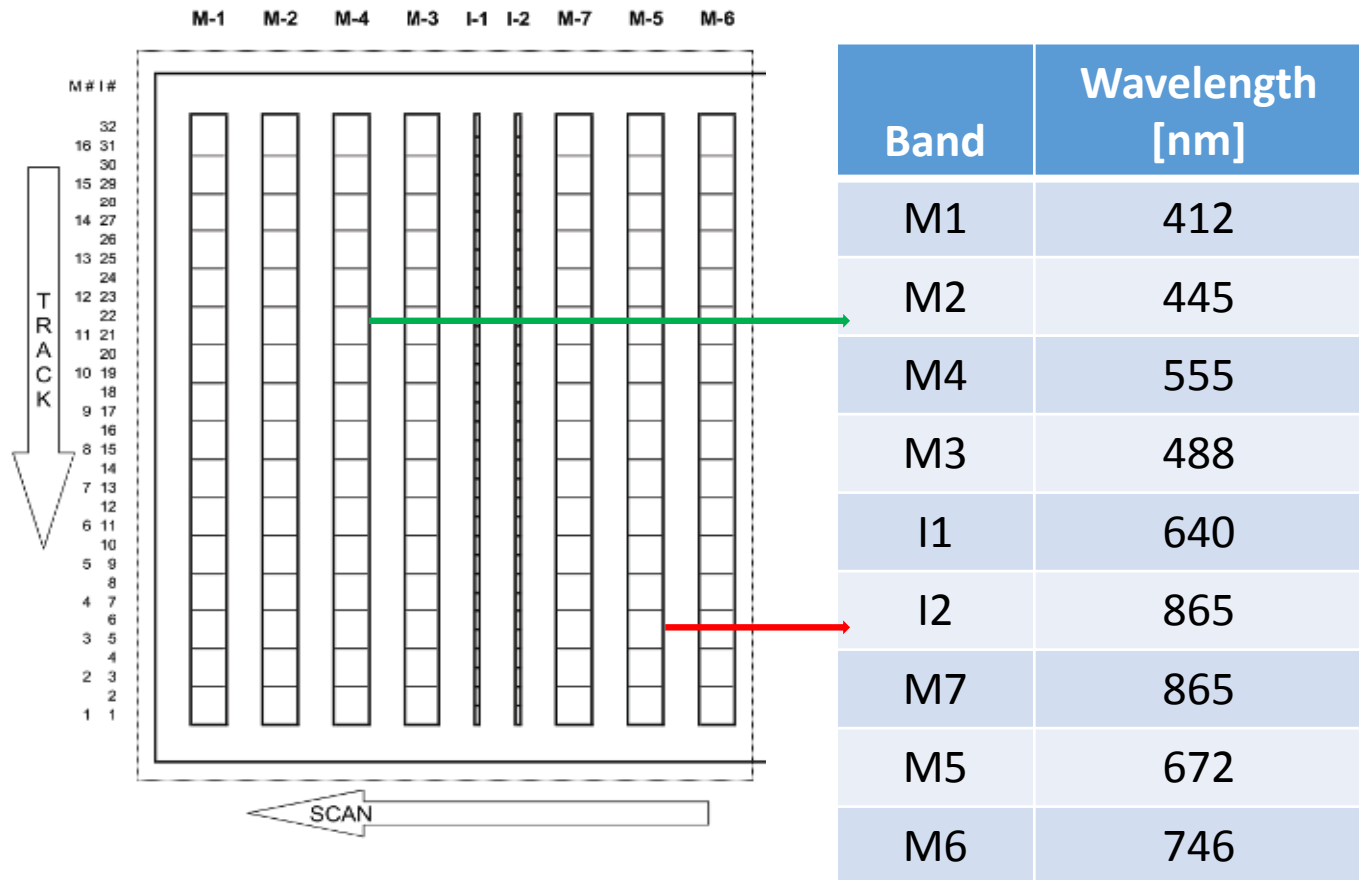 M-1 M-2 M-4 M-3 I-1 I-2 M-7 M-5 M-6
M# I#
32
16 31
30
15 29
28
14 27
26
13 25
24
12 23
22
11 21
20
10 19
18
9 17
16
8 15
14
7 13
12
6 11
10
5 9
8
4 7
6
3 5
4
2 3
2
1 1
TRACK
SCAN
Band Wavelength
[nm]
M1 412
M2 445
M4 555
M3 488
I1 640
I2 865
M7 865
M5 672
M6 746